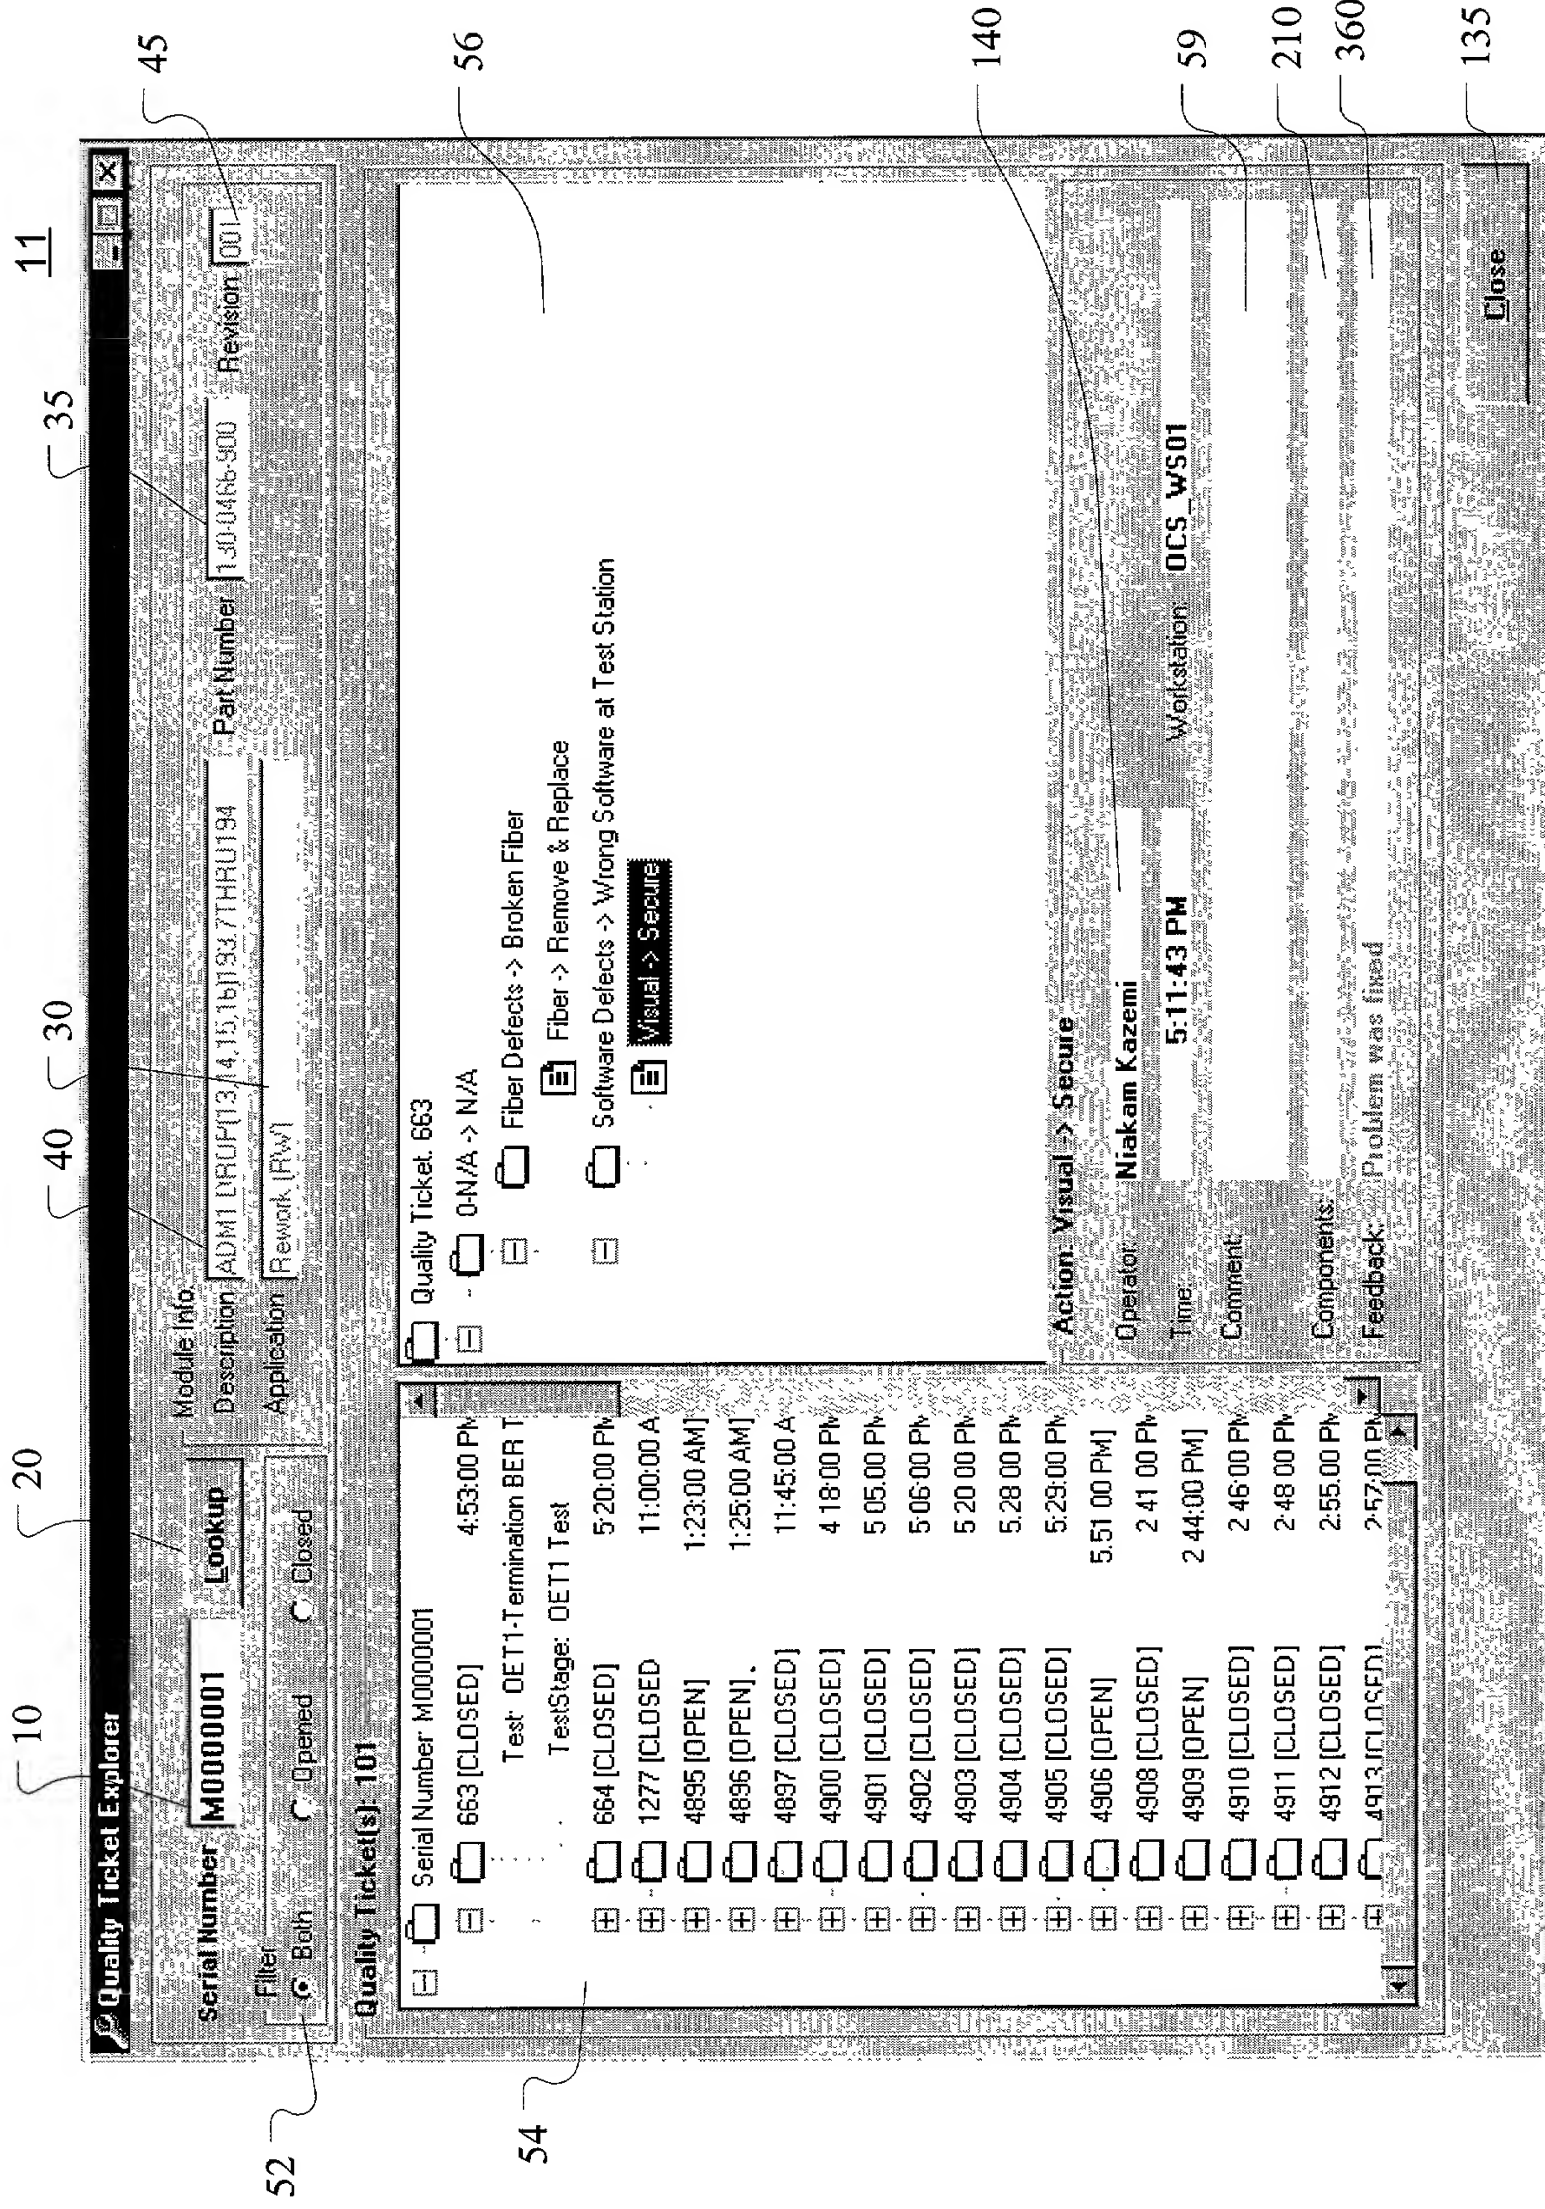 11
10
20
40
30
35
45
Quality Ticket Explorer
Serial Number M0000001 Lookup
Filter
Both Opened Closed
52
Module Info.
Description
Part Number 130-0466-900 Revision 001
Application Rework (RW)
Quality Ticket(s): 101
54
Serial Number M0000001
663 [CLOSED] 4:53:00 PM
Test: OET1-Termination BER T
TestStage: OET1 Test
664 [CLOSED] 5:20:00 PM
1277 [CLOSED 11:00:00 A
4895 [OPEN] 1:23:00 AM]
4896 [OPEN]. 1:25:00 AM]
4897 [CLOSED] 11:45:00 A
4900 [CLOSED] 4 18:00 PM
4901 [CLOSED] 5 05.00 PM
4902 [CLOSED] 5:06:00 PM
4903 [CLOSED] 5 20 00 PM
4904 [CLOSED] 5.28 00 PM
4905 [CLOSED] 5:29:00 PM
4906 [OPEN] 5.51 00 PM]
4908 [CLOSED] 2 41 00 PM
4909 [OPEN] 2 44:00 PM]
4910 [CLOSED] 2 46:00 PM
4911 [CLOSED] 2:48 00 PM
4912 [CLOSED] 2:55.00 PM
4913 [CLOSED] 2:57:00 PM
Quality Ticket. 663
0-N/A -> N/A
Fiber Defects -> Broken Fiber
Fiber -> Remove & Replace
Software Defects -> Wrong Software at Test Station
Visual -> Secure
56
Action: Visual -> Secure
Operator: Niakam Kazemi
140
Time: 5:11:43 PM Workstation: OCS_WS01
Comment:
59
Components:
210
Feedback: Problem was fixed
360
Close
135